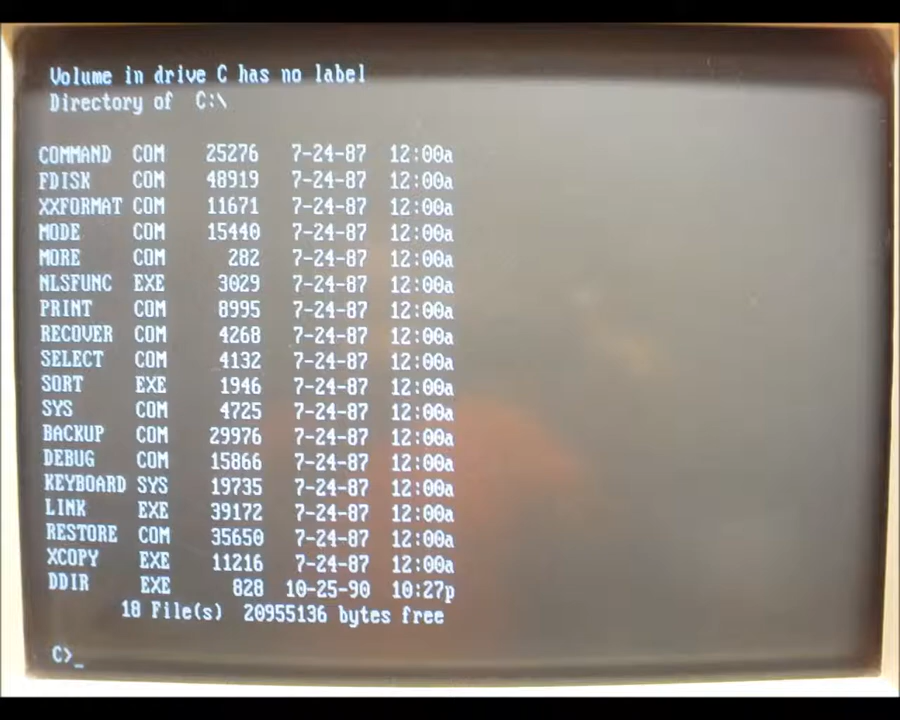 Volume in drive C has no label
Directory of  C:\
COMMAND  COM    25276   7-24-87  12:00a
FDISK    COM    48919   7-24-87  12:00a
XXFORMAT COM    11671   7-24-87  12:00a
MODE     COM    15440   7-24-87  12:00a
MORE     COM      282   7-24-87  12:00a
NLSFUNC  EXE     3029   7-24-87  12:00a
PRINT    COM     8995   7-24-87  12:00a
RECOVER  COM     4268   7-24-87  12:00a
SELECT   COM     4132   7-24-87  12:00a
SORT     EXE     1946   7-24-87  12:00a
SYS      COM     4725   7-24-87  12:00a
BACKUP   COM    29976   7-24-87  12:00a
DEBUG    COM    15866   7-24-87  12:00a
KEYBOARD SYS    19735   7-24-87  12:00a
LINK     EXE    39172   7-24-87  12:00a
RESTORE  COM    35650   7-24-87  12:00a
XCOPY    EXE    11216   7-24-87  12:00a
DDIR     EXE      828  10-25-90  10:27p
18 File(s)  20955136 bytes free
C>_